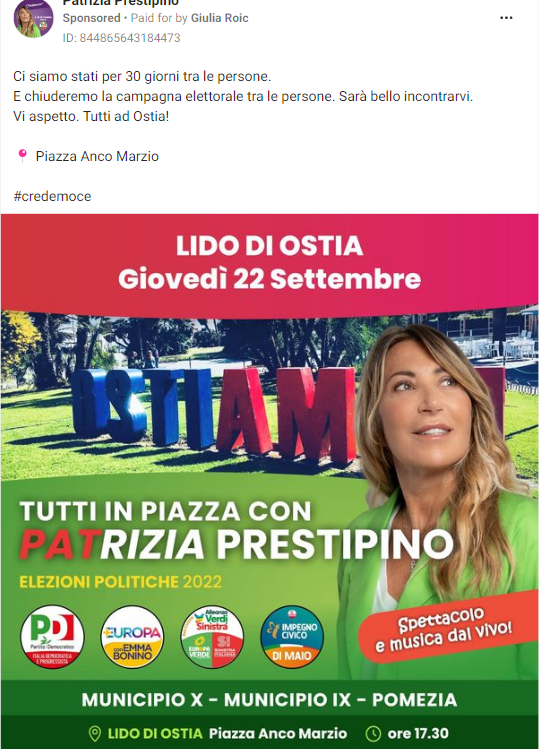 Patrizia Prestipino
Sponsored • Paid for by Giulia Roic
ID: 844865643184473
Ci siamo stati per 30 giorni tra le persone.
E chiuderemo la campagna elettorale tra le persone. Sarà bello incontrarvi.
Vi aspetto. Tutti ad Ostia!
Piazza Anco Marzio
#credemoce
LIDO DI OSTIA
Giovedì 22 Settembre
OSTIAM
TUTTI IN PIAZZA CON
PATRIZIA PRESTIPINO
ELEZIONI POLITICHE 2022
PD
Partito Democratico
ITALIA DEMOCRATICA
E PROGRESSISTA
+EUROPA
CON EMMA
BONINO
Alleanza
Verdi
Sinistra
EUROPA
VERDE
SI
SINISTRA
ITALIANA
IMPEGNO
CIVICO
DI MAIO
Spettacolo
e musica dal vivo!
MUNICIPIO X - MUNICIPIO IX - POMEZIA
LIDO DI OSTIA Piazza Anco Marzio ore 17.30